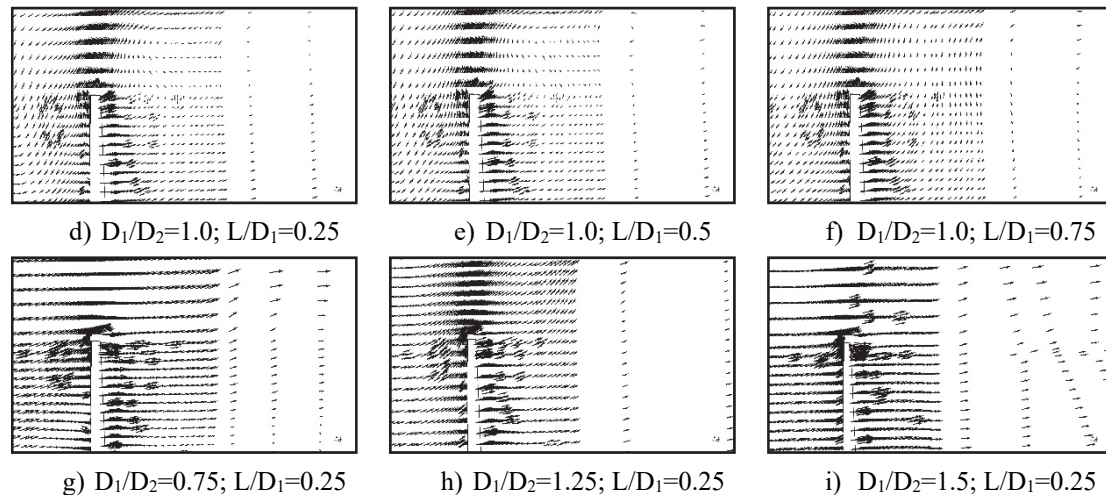 d) D₁/D₂=1.0; L/D₁=0.25
e) D₁/D₂=1.0; L/D₁=0.5
f) D₁/D₂=1.0; L/D₁=0.75
g) D₁/D₂=0.75; L/D₁=0.25
h) D₁/D₂=1.25; L/D₁=0.25
i) D₁/D₂=1.5; L/D₁=0.25